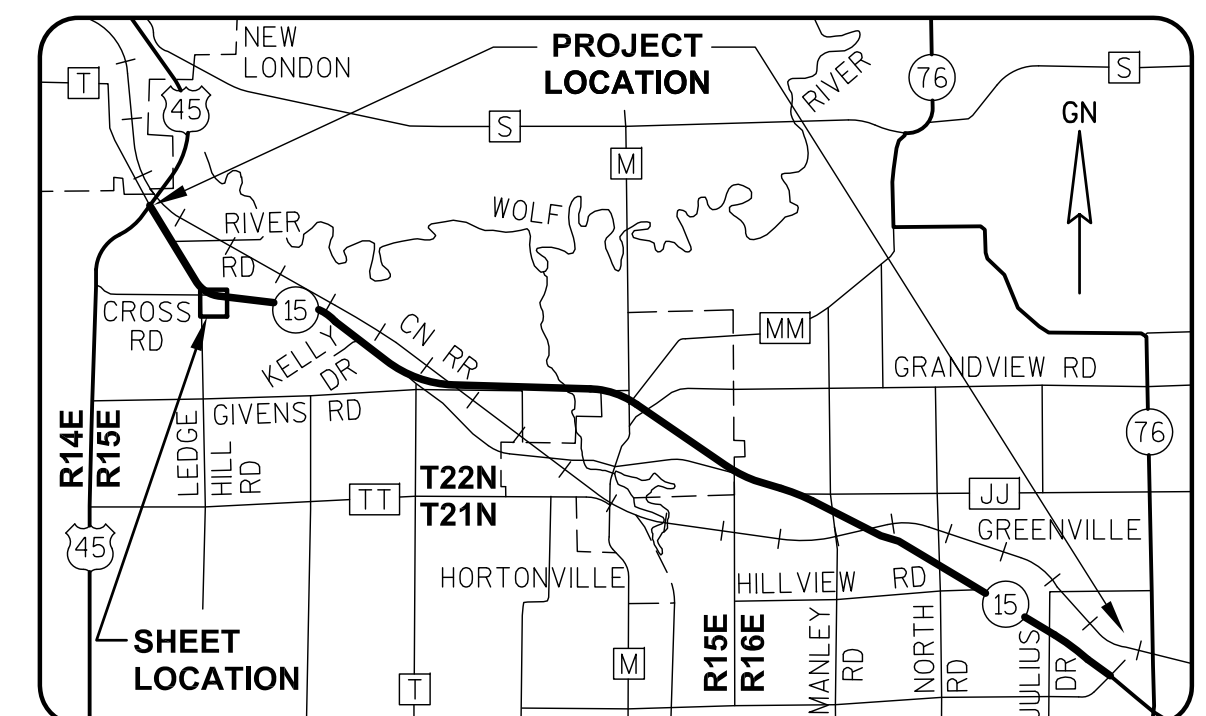 NEW
LONDON
PROJECT
LOCATION
RIVER
76
S
T
45
GN
S
M
WOLF
RIVER
RD
CROSS
RD
15
CN RR
KELLY
DR
MM
GRANDVIEW RD
R14E
R15E
LEDGE
HILL
RD
GIVENS RD
76
T22N
TT
T21N
JJ
GREENVILLE
45
HORTONVILLE
HILLVIEW RD
15
SHEET
LOCATION
T
M
R15E
R16E
MANLEY
RD
NORTH
RD
JULIUS
DR